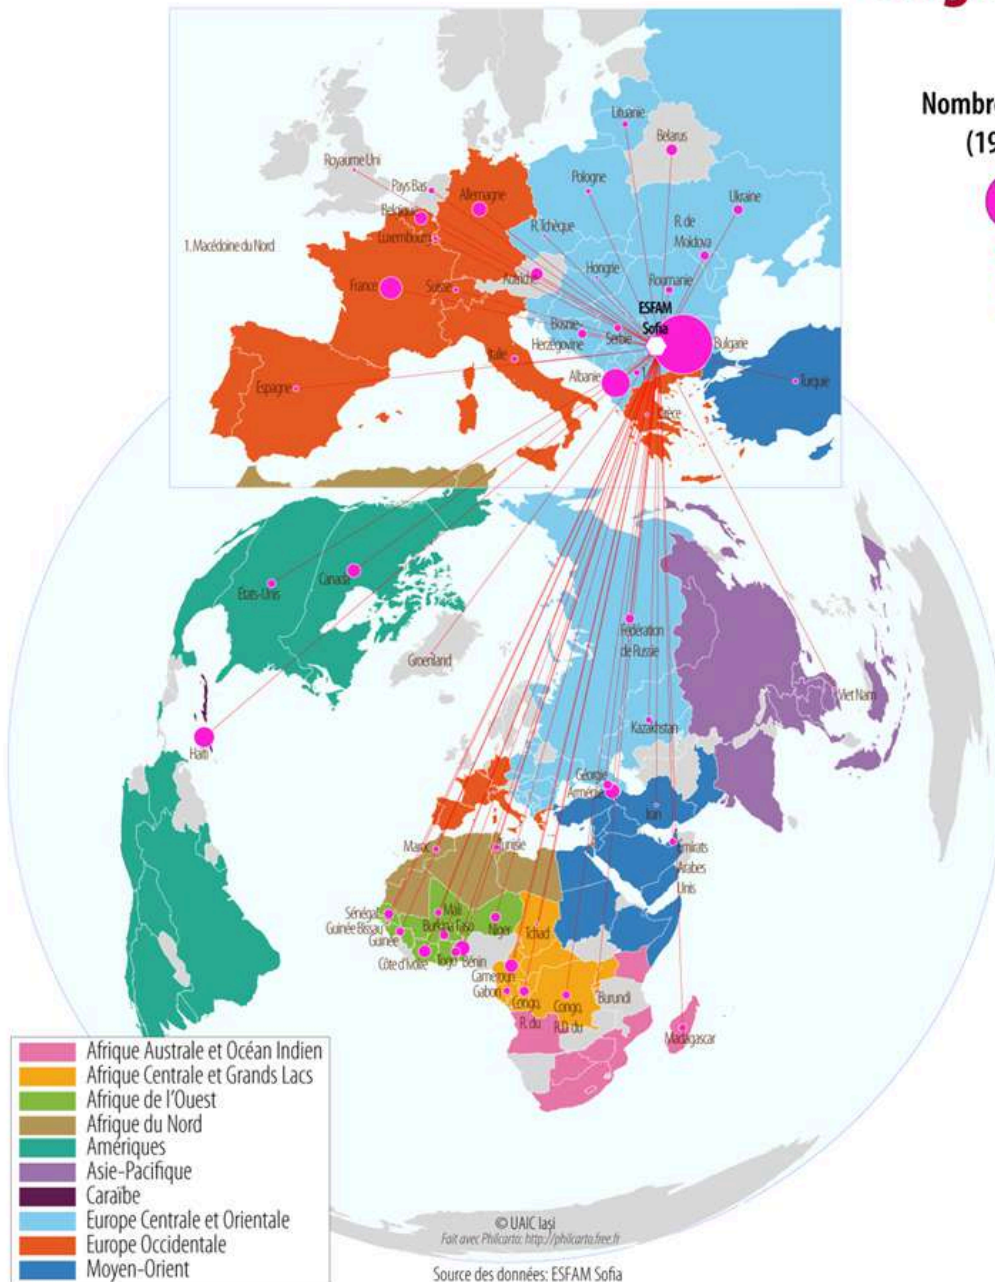 Nombre
(19
Lituanie
Belarus
Royaume Uni
Pays Bas
Pologne
Allemagne
Ukraine
Belgique
R. Tchèque
R. de
Moldova
Luxembourg
1. Macédoine du Nord
Hongrie
Autriche
France
Suisse
Roumanie
ESFAM
Sofia
Bosnie-
Herzégovine
Serbie
Bulgarie
Italie
1
Albanie
Turquie
Espagne
Grèce
Canada
États-Unis
Fédération
de Russie
Groenland
Viet Nam
Kazakhstan
Haïti
Géorgie
Arménie
Iran
Maroc
Tunisie
Émirats
Arabes
Unis
Sénégal
Mali
Guinée Bissau
Burkina Faso
Niger
Tchad
Guinée
Côte d'Ivoire
Togo
Bénin
Cameroun
Gabon
Congo,
R. du
Congo,
R.D. du
Burundi
Madagascar
Afrique Australe et Océan Indien
Afrique Centrale et Grands Lacs
Afrique de l'Ouest
Afrique du Nord
Amériques
Asie-Pacifique
Caraïbe
Europe Centrale et Orientale
Europe Occidentale
Moyen-Orient
© UAIC Iasi
Fait avec Philcarto: http://philcarto.free.fr
Source des données: ESFAM Sofia